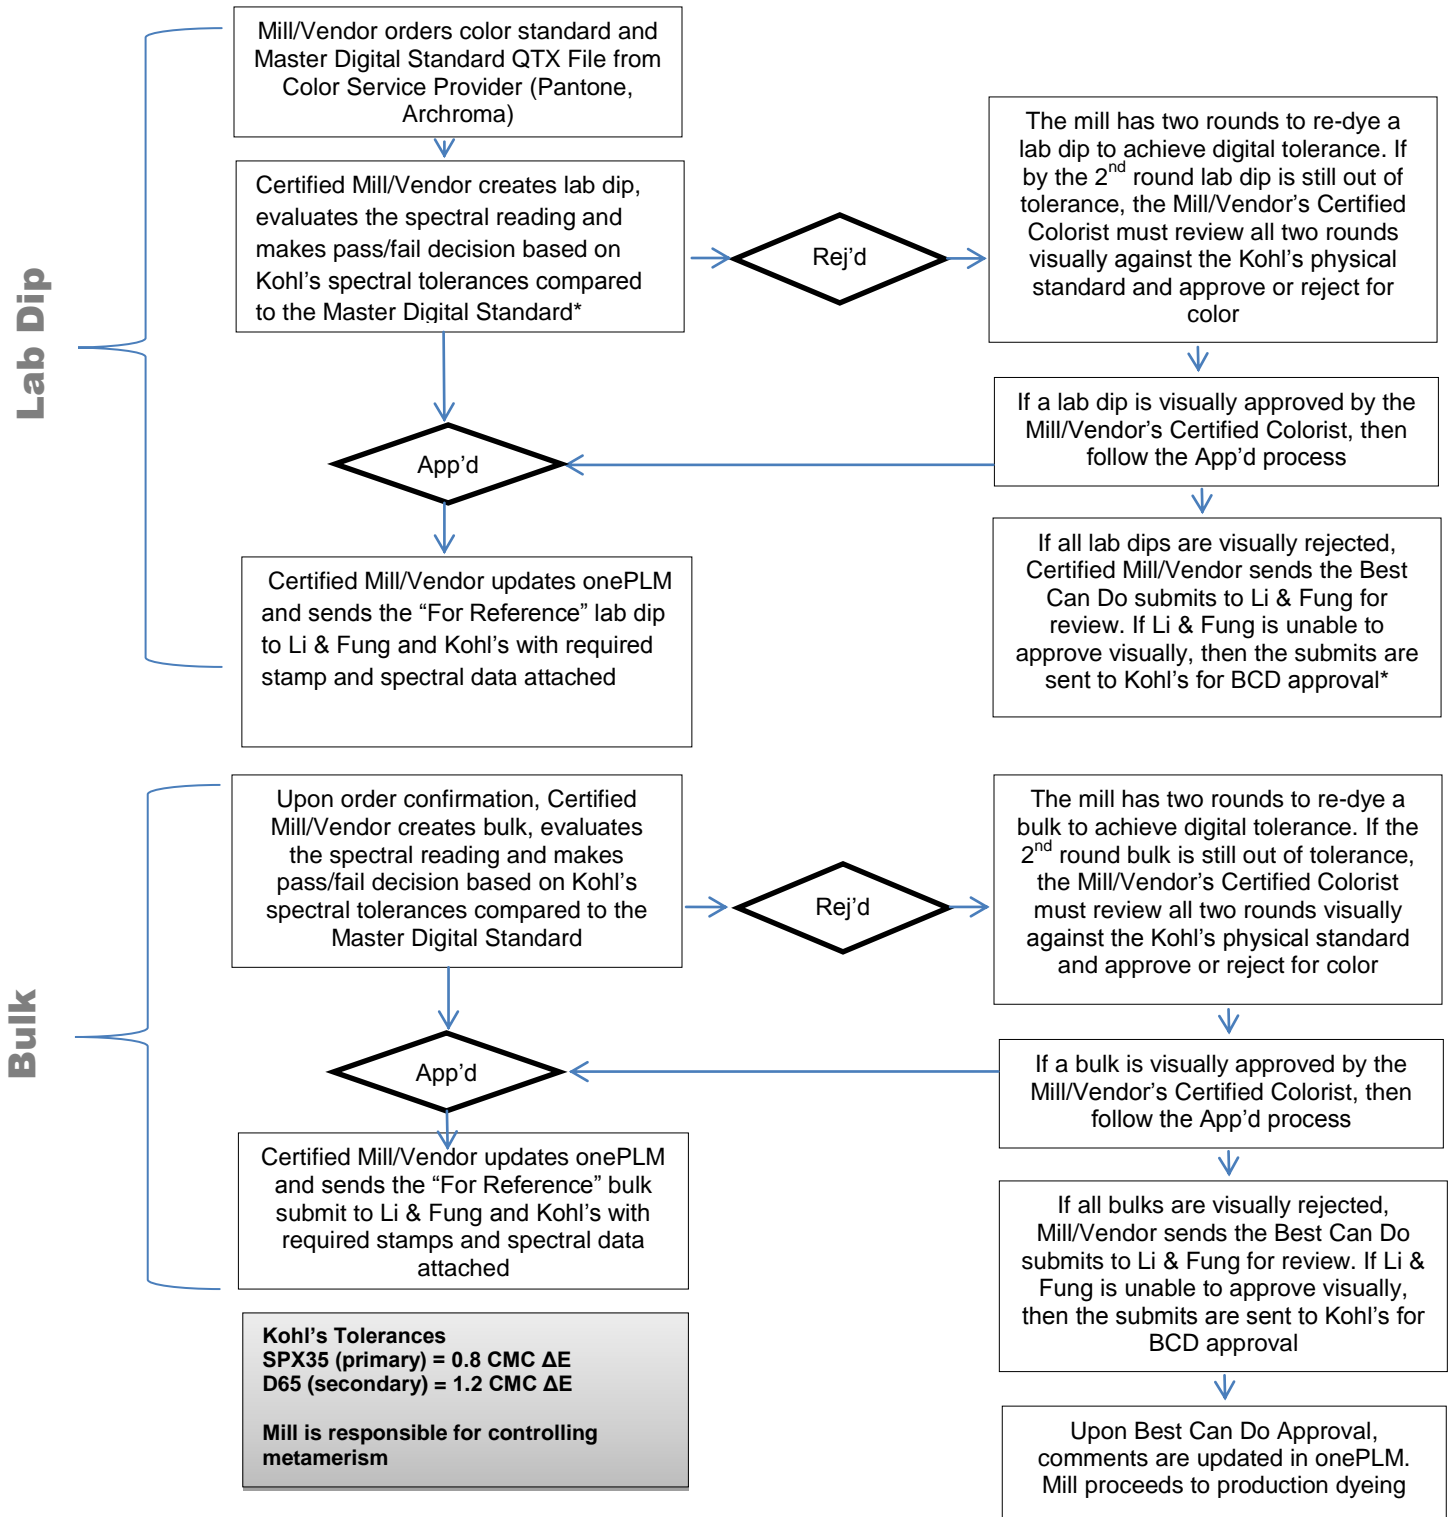 Lab Dip
Mill/Vendor orders color standard and
Master Digital Standard QTX File from
Color Service Provider (Pantone,
Archroma)
Certified Mill/Vendor creates lab dip,
evaluates the spectral reading and
makes pass/fail decision based on
Kohl’s spectral tolerances compared
to the Master Digital Standard*
Rej’d
The mill has two rounds to re-dye a
lab dip to achieve digital tolerance. If
by the 2nd round lab dip is still out of
tolerance, the Mill/Vendor’s Certified
Colorist must review all two rounds
visually against the Kohl’s physical
standard and approve or reject for
color
If a lab dip is visually approved by the
Mill/Vendor’s Certified Colorist, then
follow the App’d process
App’d
Certified Mill/Vendor updates onePLM
and sends the “For Reference” lab dip
to Li & Fung and Kohl’s with required
stamp and spectral data attached
If all lab dips are visually rejected,
Certified Mill/Vendor sends the Best
Can Do submits to Li & Fung for
review. If Li & Fung is unable to
approve visually, then the submits are
sent to Kohl’s for BCD approval*
Bulk
Upon order confirmation, Certified
Mill/Vendor creates bulk, evaluates
the spectral reading and makes
pass/fail decision based on Kohl’s
spectral tolerances compared to the
Master Digital Standard
Rej’d
The mill has two rounds to re-dye a
bulk to achieve digital tolerance. If the
2nd round bulk is still out of tolerance,
the Mill/Vendor’s Certified Colorist
must review all two rounds visually
against the Kohl’s physical standard
and approve or reject for color
App’d
If a bulk is visually approved by the
Mill/Vendor’s Certified Colorist, then
follow the App’d process
Certified Mill/Vendor updates onePLM
and sends the “For Reference” bulk
submit to Li & Fung and Kohl’s with
required stamps and spectral data
attached
If all bulks are visually rejected,
Mill/Vendor sends the Best Can Do
submits to Li & Fung for review. If Li &
Fung is unable to approve visually,
then the submits are sent to Kohl’s for
BCD approval
Kohl’s Tolerances
SPX35 (primary) = 0.8 CMC ΔE
D65 (secondary) = 1.2 CMC ΔE
Mill is responsible for controlling
metamerism
Upon Best Can Do Approval,
comments are updated in onePLM.
Mill proceeds to production dyeing